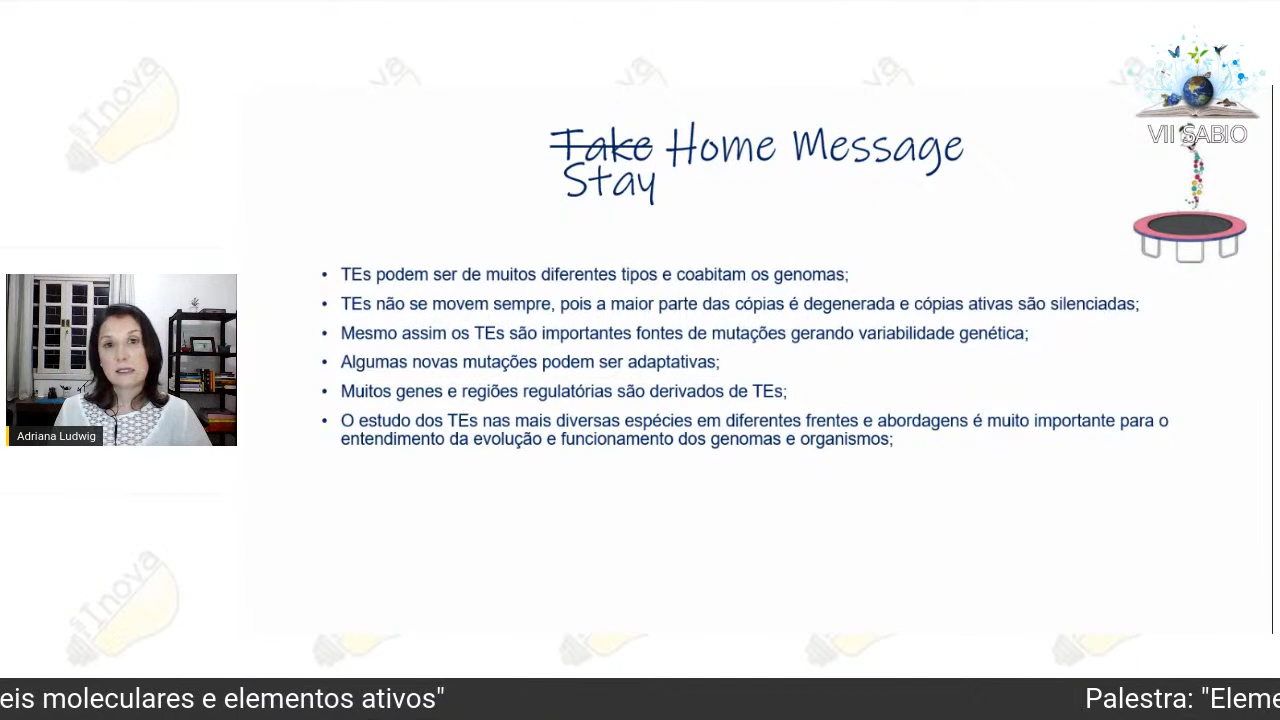 Take Home Message
Stay
VII SABIO
• TEs podem ser de muitos diferentes tipos e coabitam os genomas;
• TEs não se movem sempre, pois a maior parte das cópias é degenerada e cópias ativas são silenciadas;
• Mesmo assim os TEs são importantes fontes de mutações gerando variabilidade genética;
• Algumas novas mutações podem ser adaptativas;
• Muitos genes e regiões regulatórias são derivados de TEs;
• O estudo dos TEs nas mais diversas espécies em diferentes frentes e abordagens é muito importante para o
entendimento da evolução e funcionamento dos genomas e organismos;
Adriana Ludwig
Inova
Inova
eis moleculares e elementos ativos"
Palestra: "Eleme